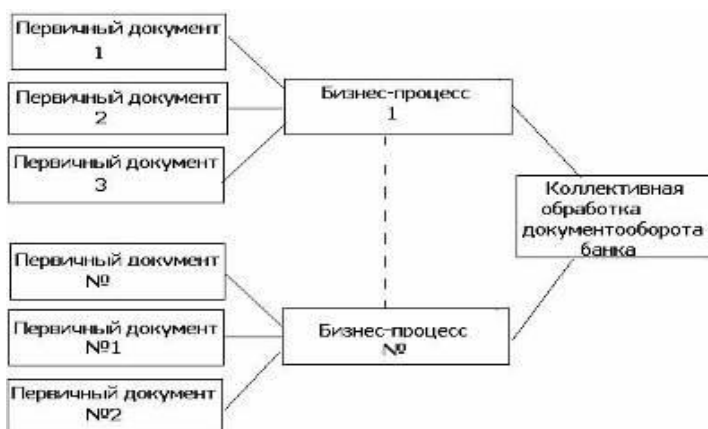 Первичный документ
1
Первичный документ
2
Первичный документ
3
Бизнес-процесс
1
Коллективная
обработка
документооборота
банка
Первичный документ
№
Первичный документ
№1
Первичный документ
№2
Бизнес-процесс
№